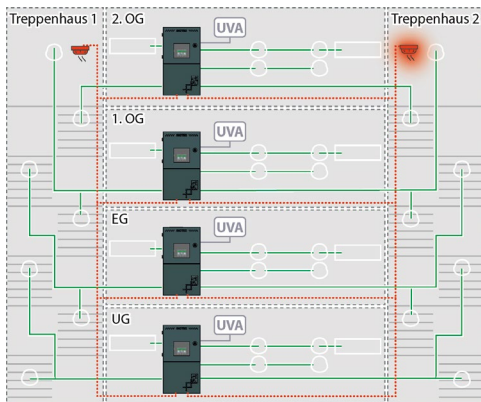 Treppenhaus 1
2. OG
UVA
Treppenhaus 2
1. OG
UVA
EG
UVA
UG
UVA